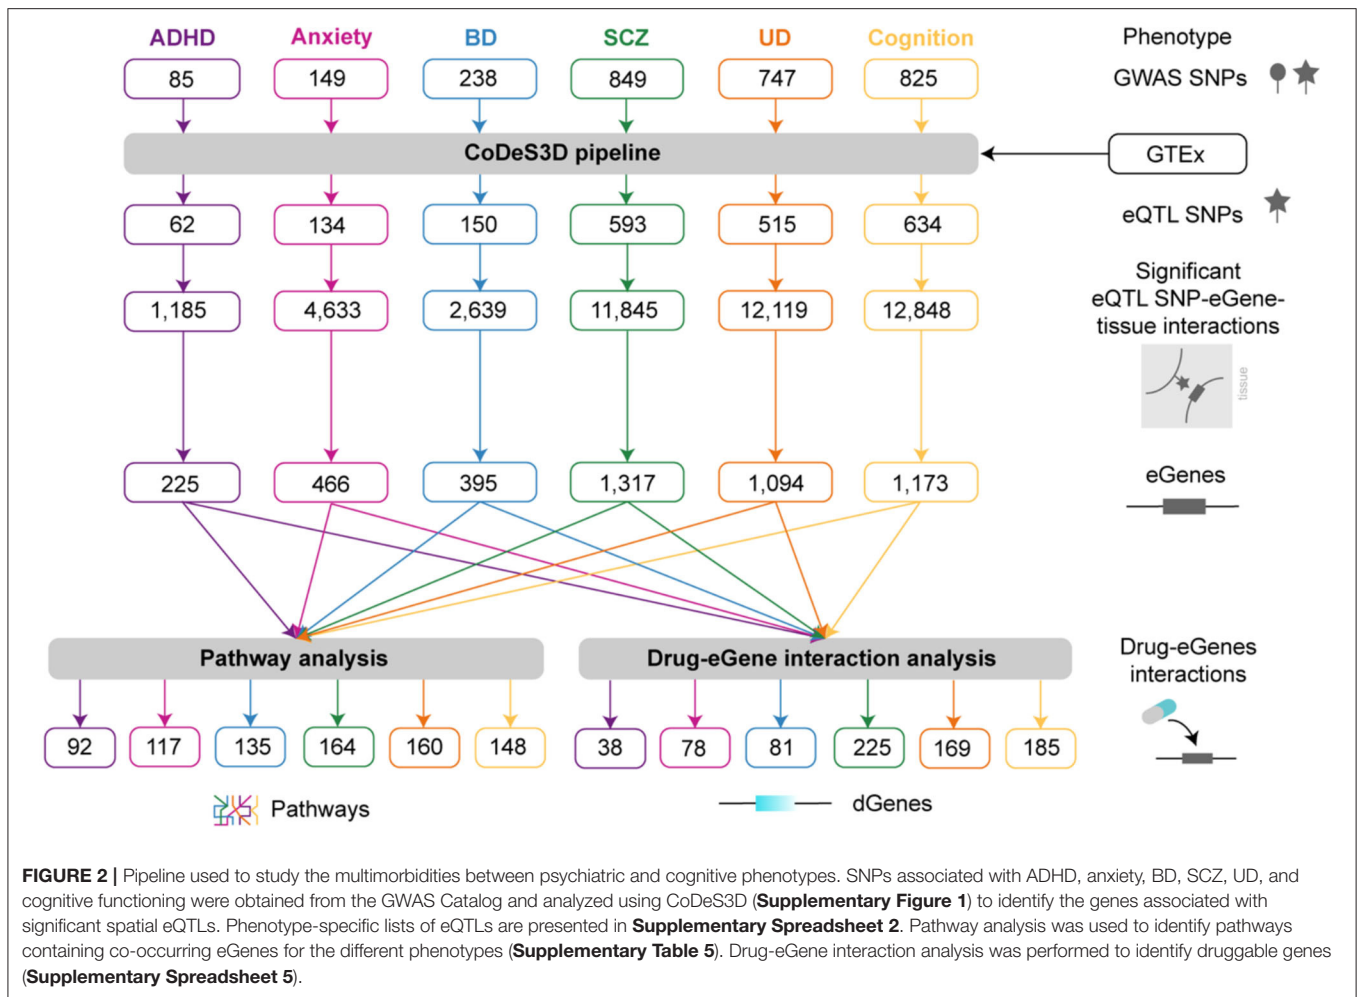 ADHD Anxiety BD SCZ UD Cognition Phenotype
85 149 238 849 747 825 GWAS SNPs
CoDeS3D pipeline GTEx
62 134 150 593 515 634 eQTL SNPs
Significant
eQTL SNP-eGene-
tissue interactions
1,185 4,633 2,639 11,845 12,119 12,848
tissue
225 466 395 1,317 1,094 1,173 eGenes
Pathway analysis Drug-eGene interaction analysis
Drug-eGenes
interactions
92 117 135 164 160 148 38 78 81 225 169 185
Pathways dGenes
FIGURE 2 | Pipeline used to study the multimorbidities between psychiatric and cognitive phenotypes. SNPs associated with ADHD, anxiety, BD, SCZ, UD, and
cognitive functioning were obtained from the GWAS Catalog and analyzed using CoDeS3D (Supplementary Figure 1) to identify the genes associated with
significant spatial eQTLs. Phenotype-specific lists of eQTLs are presented in Supplementary Spreadsheet 2. Pathway analysis was used to identify pathways
containing co-occurring eGenes for the different phenotypes (Supplementary Table 5). Drug-eGene interaction analysis was performed to identify druggable genes
(Supplementary Spreadsheet 5).